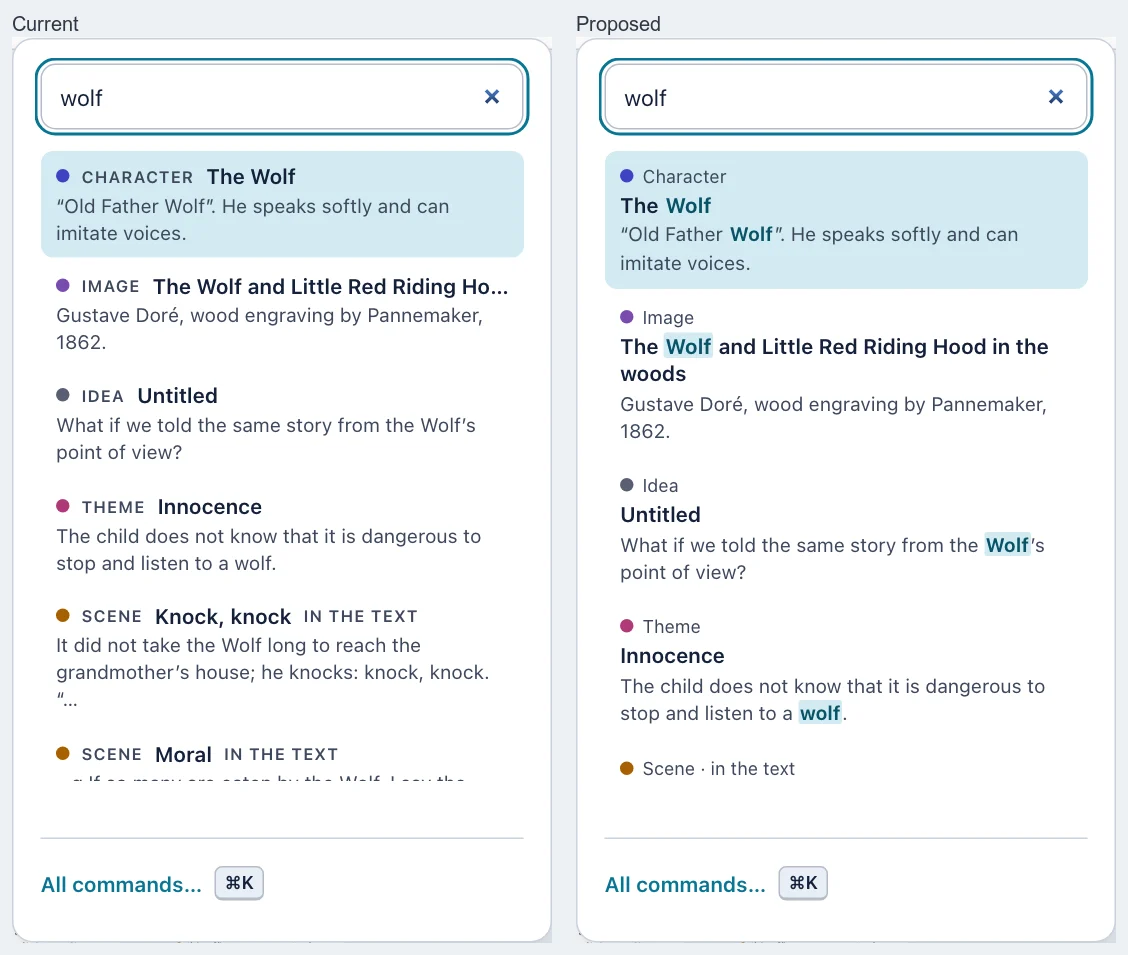 Current
wolf
CHARACTER The Wolf
“Old Father Wolf”. He speaks softly and can
imitate voices.
IMAGE The Wolf and Little Red Riding Ho...
Gustave Doré, wood engraving by Pannemaker,
1862.
IDEA Untitled
What if we told the same story from the Wolf’s
point of view?
THEME Innocence
The child does not know that it is dangerous to
stop and listen to a wolf.
SCENE Knock, knock IN THE TEXT
It did not take the Wolf long to reach the
grandmother’s house; he knocks: knock, knock.
“...
SCENE Moral IN THE TEXT
All commands... ⌘K
Proposed
wolf
Character
The Wolf
“Old Father Wolf”. He speaks softly and can
imitate voices.
Image
The Wolf and Little Red Riding Hood in the
woods
Gustave Doré, wood engraving by Pannemaker,
1862.
Idea
Untitled
What if we told the same story from the Wolf’s
point of view?
Theme
Innocence
The child does not know that it is dangerous to
stop and listen to a wolf.
Scene · in the text
All commands... ⌘K